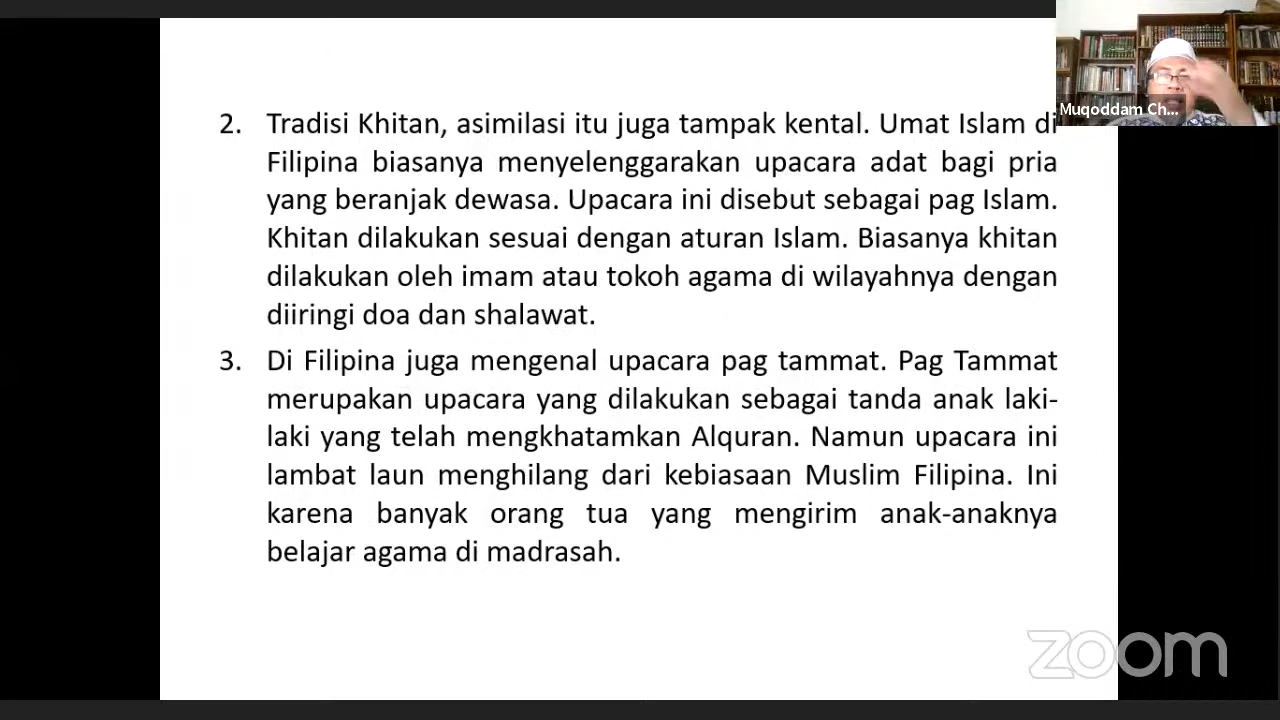 Muqoddam Ch...
2. Tradisi Khitan, asimilasi itu juga tampak kental. Umat Islam di
Filipina biasanya menyelenggarakan upacara adat bagi pria
yang beranjak dewasa. Upacara ini disebut sebagai pag Islam.
Khitan dilakukan sesuai dengan aturan Islam. Biasanya khitan
dilakukan oleh imam atau tokoh agama di wilayahnya dengan
diiringi doa dan shalawat.
3. Di Filipina juga mengenal upacara pag tammat. Pag Tammat
merupakan upacara yang dilakukan sebagai tanda anak laki-
laki yang telah mengkhatamkan Alquran. Namun upacara ini
lambat laun menghilang dari kebiasaan Muslim Filipina. Ini
karena banyak orang tua yang mengirim anak-anaknya
belajar agama di madrasah.
zoom